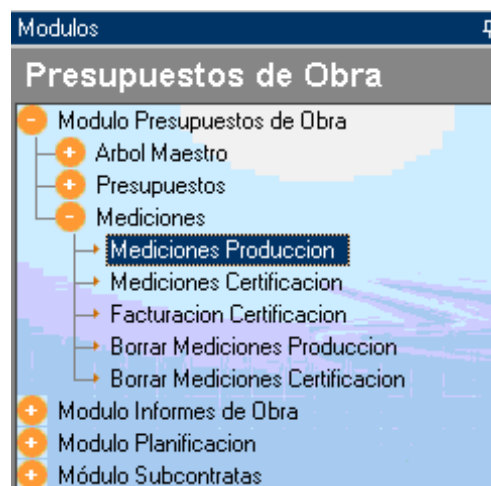 Modulos
Presupuestos de Obra
Modulo Presupuestos de Obra
Arbol Maestro
Presupuestos
Mediciones
Mediciones Produccion
Mediciones Certificacion
Facturacion Certificacion
Borrar Mediciones Produccion
Borrar Mediciones Certificacion
Modulo Informes de Obra
Modulo Planificacion
Módulo Subcontratas